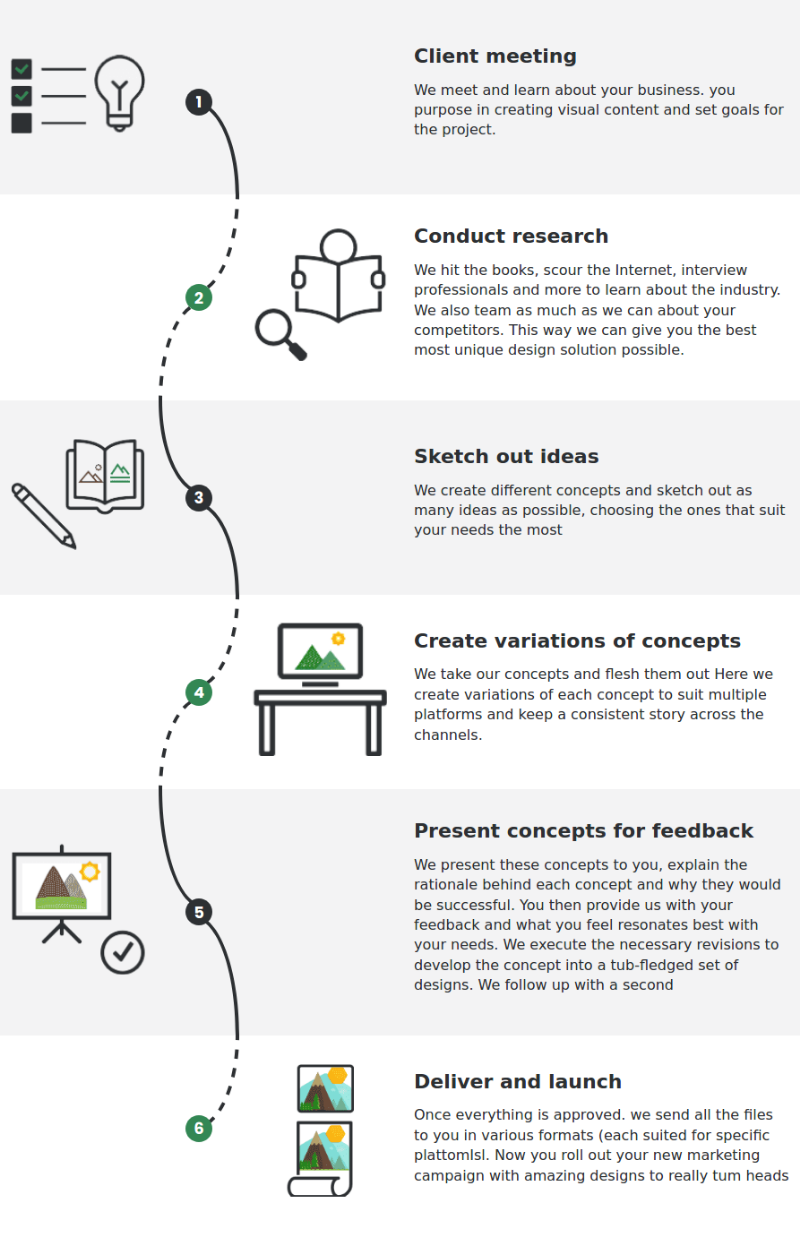 1
Client meeting
We meet and learn about your business. you
purpose in creating visual content and set goals for
the project.
2
Conduct research
We hit the books, scour the Internet, interview
professionals and more to learn about the industry.
We also team as much as we can about your
competitors. This way we can give you the best
most unique design solution possible.
3
Sketch out ideas
We create different concepts and sketch out as
many ideas as possible, choosing the ones that suit
your needs the most
4
Create variations of concepts
We take our concepts and flesh them out Here we
create variations of each concept to suit multiple
platforms and keep a consistent story across the
channels.
5
Present concepts for feedback
We present these concepts to you, explain the
rationale behind each concept and why they would
be successful. You then provide us with your
feedback and what you feel resonates best with
your needs. We execute the necessary revisions to
develop the concept into a tub-fledged set of
designs. We follow up with a second
6
Deliver and launch
Once everything is approved. we send all the files
to you in various formats (each suited for specific
plattomlsl. Now you roll out your new marketing
campaign with amazing designs to really tum heads